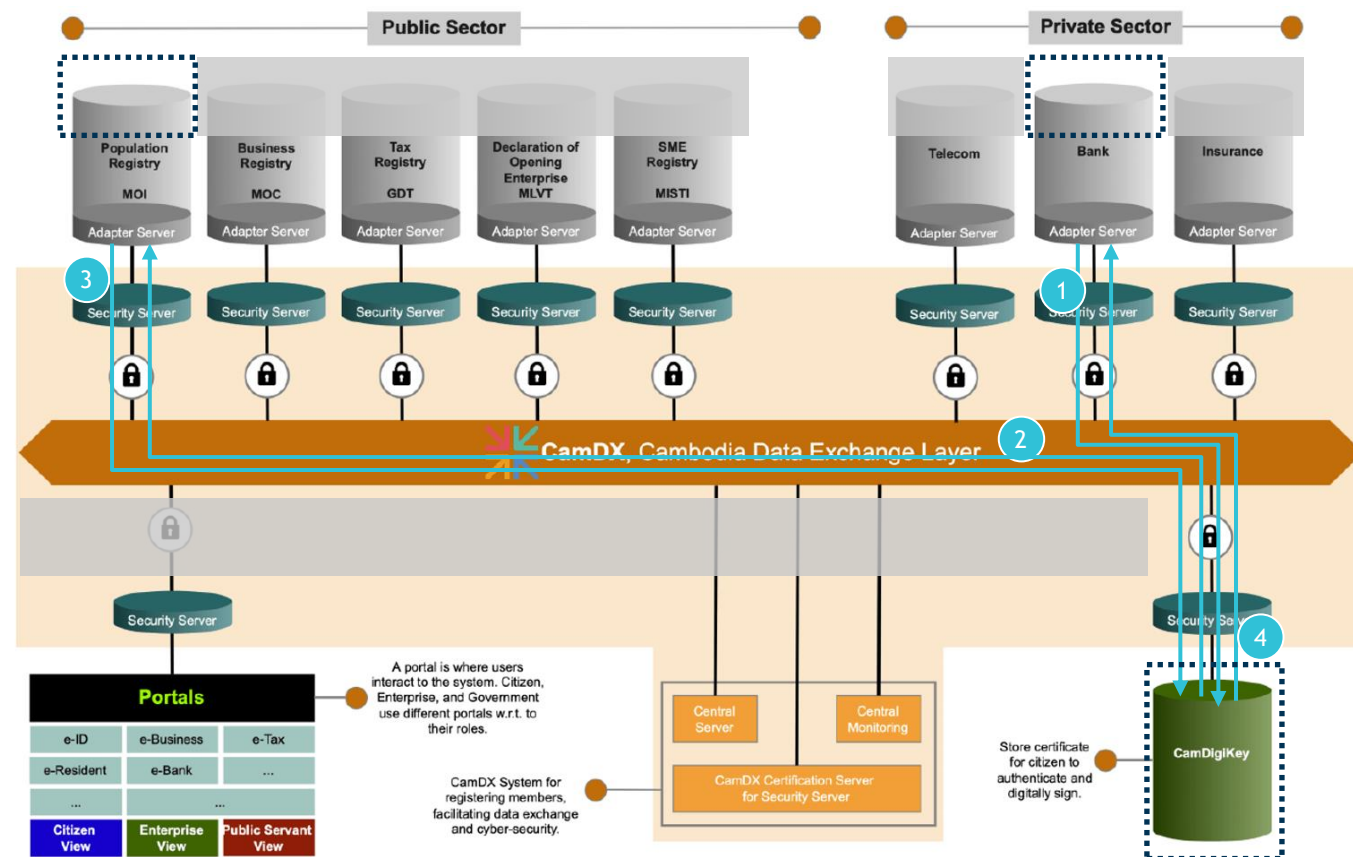 Public Sector
Private Sector
Population
Registry
MOI
Business
Registry
MOC
Tax
Registry
GDT
Declaration of
Opening
Enterprise
MLVT
SME
Registry
MISTI
Telecom
Bank
Insurance
Adapter Server
Adapter Server
Adapter Server
Adapter Server
Adapter Server
Adapter Server
Adapter Server
Adapter Server
3
1
Security Server
Security Server
Security Server
Security Server
Security Server
Security Server
Security Server
Security Server
2
CamDX, Cambodia Data Exchange Layer
Security Server
Security Server
4
Portals
e-ID
e-Business
e-Tax
e-Resident
e-Bank
...
...
...
Citizen
View
Enterprise
View
Public Servant
View
A portal is where users
interact to the system. Citizen,
Enterprise, and Government
use different portals w.r.t. to
their roles.
CamDX System for
registering members,
facilitating data exchange
and cyber-security.
Central
Server
Central
Monitoring
CamDX Certification Server
for Security Server
Store certificate
for citizen to
authenticate and
digitally sign.
CamDigiKey